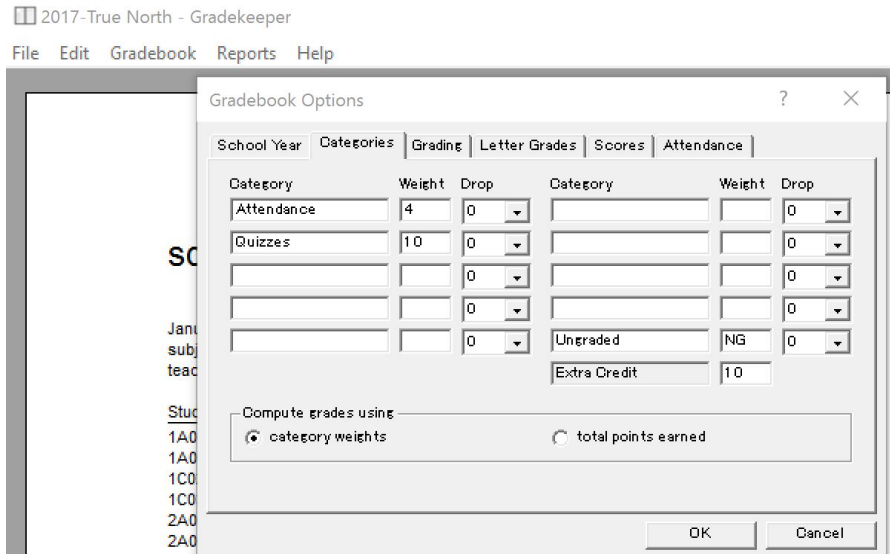 2017-True North - Gradekeeper
File Edit Gradebook Reports Help
Gradebook Options ?
School Year Categories Grading Letter Grades Scores Attendance
Category Weight Drop Category Weight Drop
Attendance 4 0 0
Quizzes 10 0 0
0 0
0 0
0 Ungraded NG 0
Extra Credit 10
Compute grades using
category weights total points earned
OK Cancel
SC
Janu
subj
teac
Stud
1A0
1A0
1C0
1C0
2A0
2A0